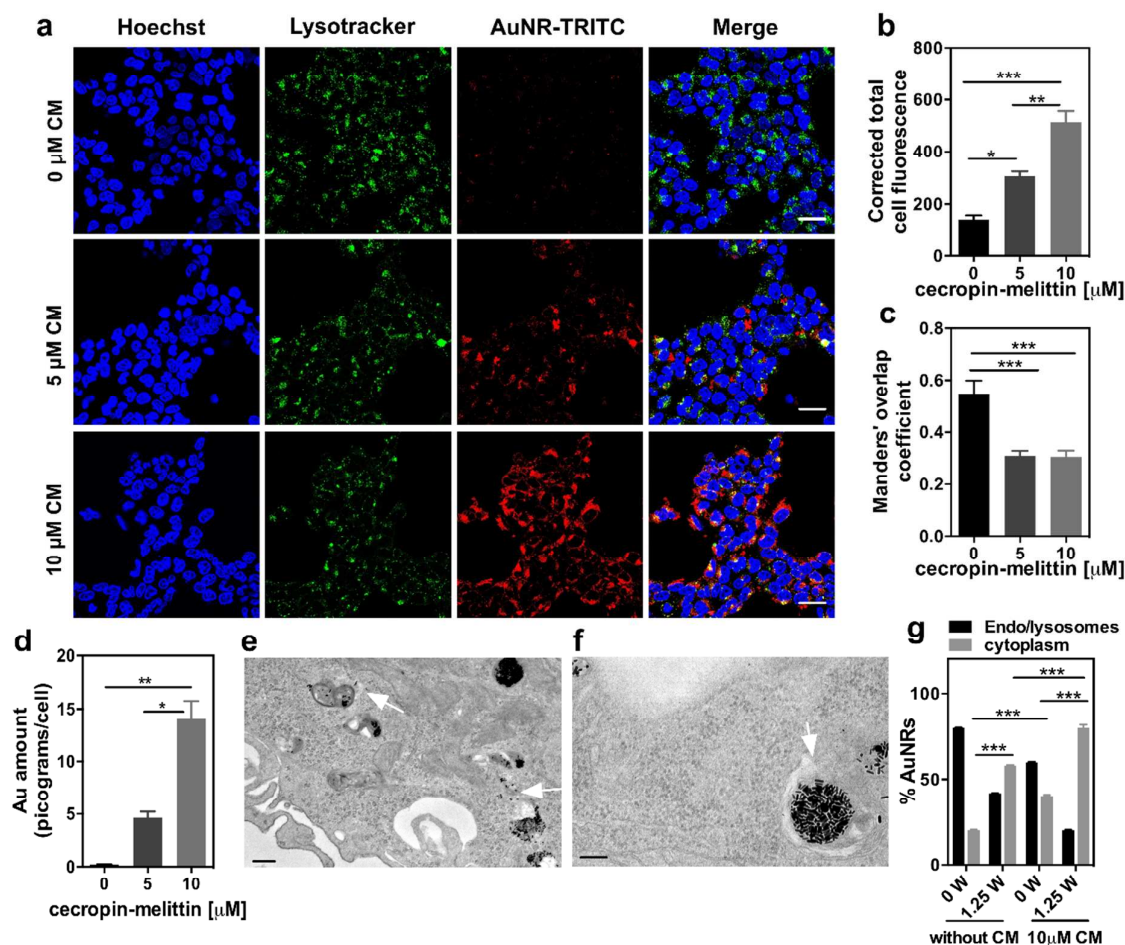 a
Hoechst
Lysotracker
AuNR-TRITC
Merge
0 μM CM
5 μM CM
10 μM CM
b
Corrected total
cell fluorescence
800
600
400
200
0
***
**
*
0 5 10
cecropin-melittin [μM]
c
Manders' overlap
coefficient
0.8
0.6
0.4
0.2
0.0
***
***
0 5 10
cecropin-melittin [μM]
d
Au amount
(picograms/cell)
20
15
10
5
0
**
*
0 5 10
cecropin-melittin [μM]
e
f
g
Endo/lysosomes
cytoplasm
% AuNRs
100
50
0
***
***
***
***
0 W
1.25 W
0 W
1.25 W
without CM
10μM CM